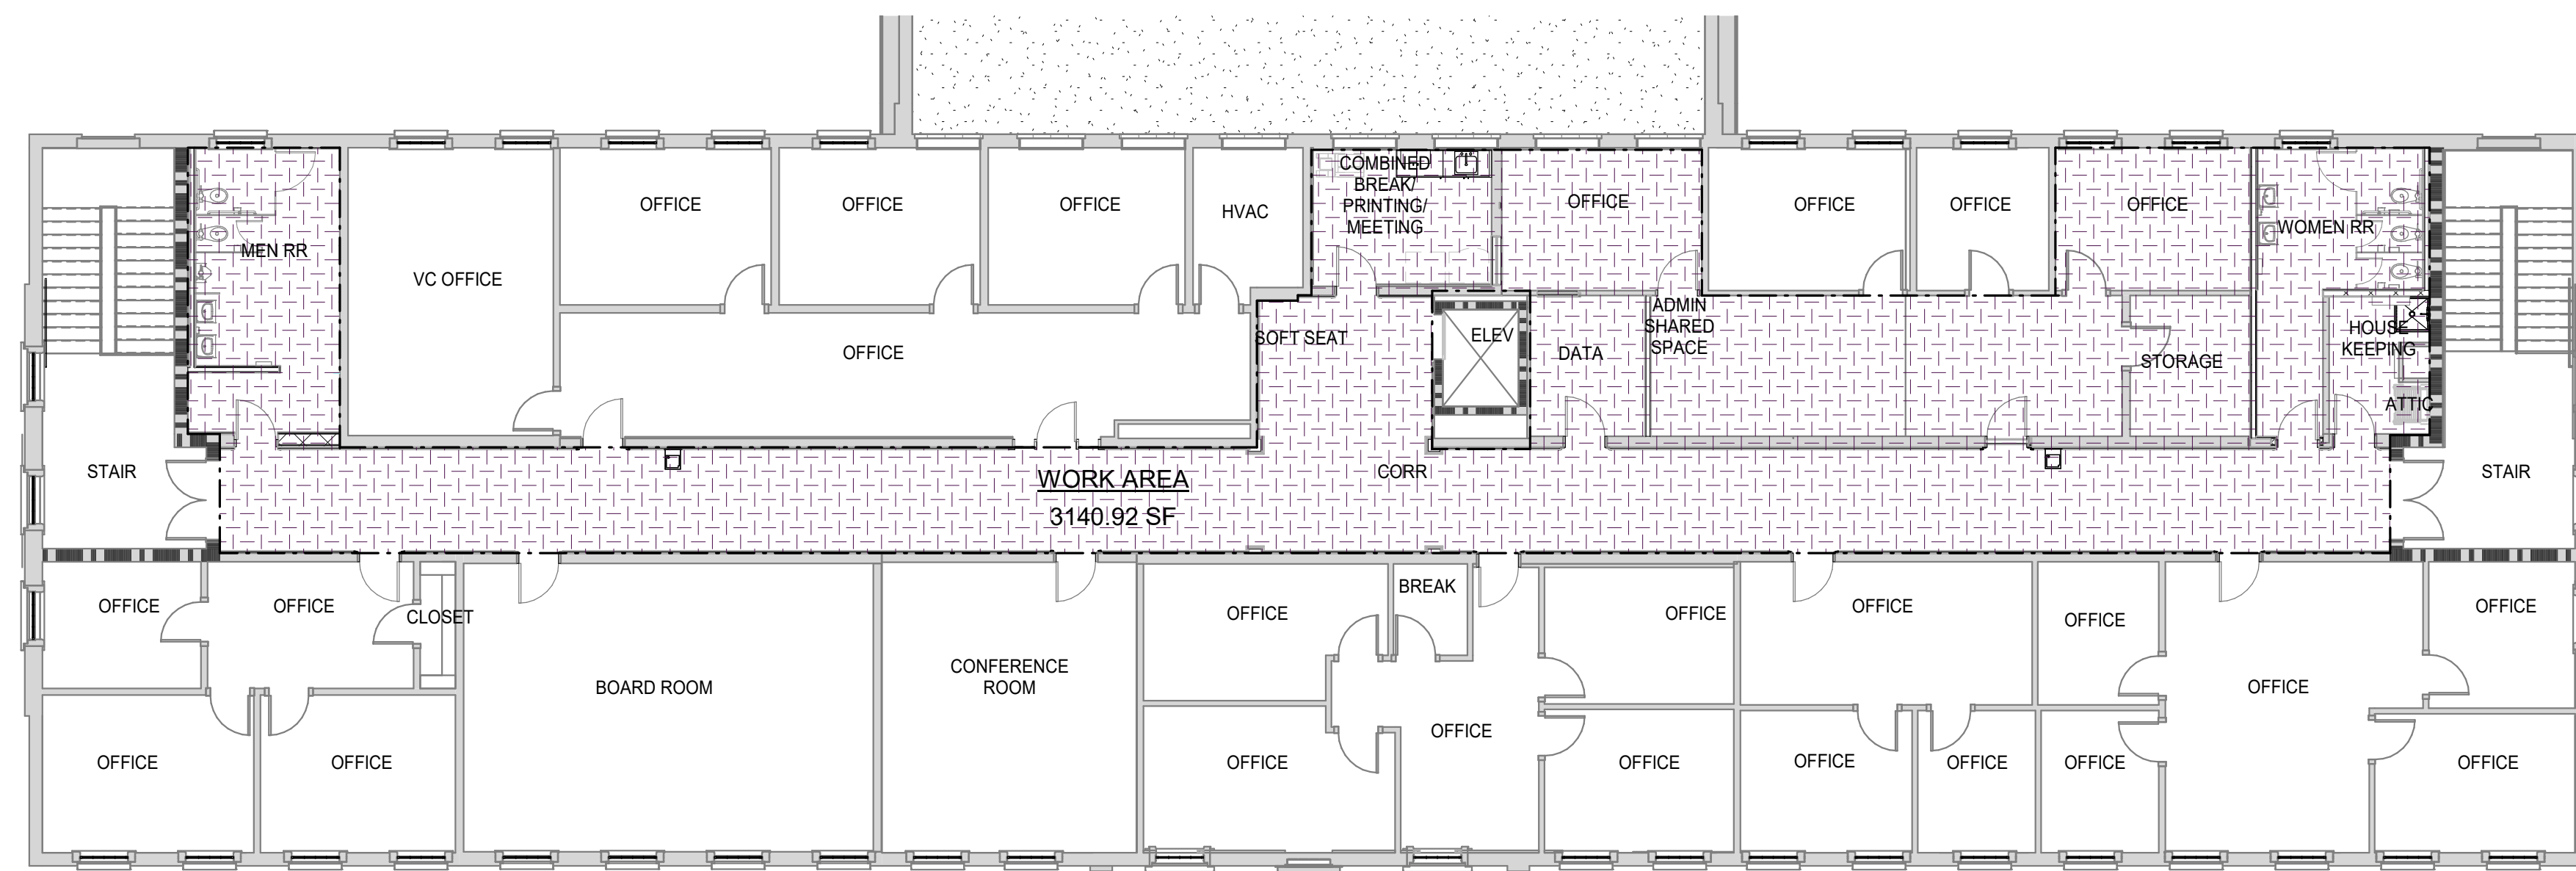 COMBINED
BREAK/
PRINTING/
MEETING
OFFICE
OFFICE
OFFICE
OFFICE
OFFICE
OFFICE
OFFICE
HVAC
WOMEN RR
MEN RR
VC OFFICE
ADMIN
SHARED
SPACE
SOFT SEAT
ELEV
HOUSE
KEEPING
OFFICE
DATA
STORAGE
ATTIC
STAIR
CORR
STAIR
WORK AREA
3140.92 SF
BREAK
OFFICE
OFFICE
CLOSET
OFFICE
OFFICE
OFFICE
OFFICE
OFFICE
CONFERENCE
ROOM
BOARD ROOM
OFFICE
OFFICE
OFFICE
OFFICE
OFFICE
OFFICE
OFFICE
OFFICE
OFFICE
OFFICE